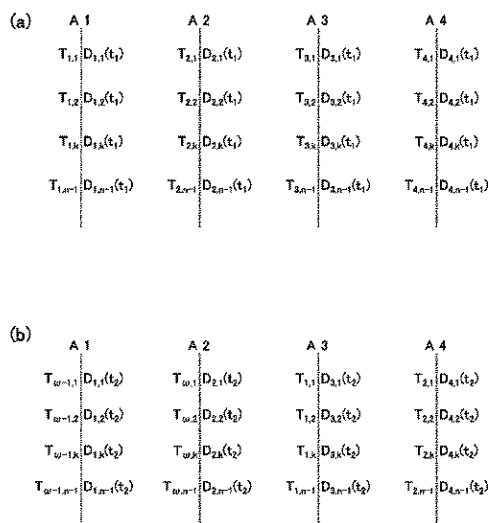 (a)
A 1 A 2 A 3 A 4
T1,1 D1,1(t1) T2,1 D2,1(t1) T3,1 D3,1(t1) T4,1 D4,1(t1)
T1,2 D1,2(t1) T2,2 D2,2(t1) T3,2 D3,2(t1) T4,2 D4,2(t1)
T1,k D1,k(t1) T2,k D2,k(t1) T3,k D3,k(t1) T4,k D4,k(t1)
T1,n-1 D1,n-1(t1) T2,n-1 D2,n-1(t1) T3,n-1 D3,n-1(t1) T4,n-1 D4,n-1(t1)
(b)
A 1 A 2 A 3 A 4
Tω-1,1 D1,1(t2) Tω,1 D2,1(t2) T1,1 D3,1(t2) T2,1 D4,1(t2)
Tω-1,2 D1,2(t2) Tω,2 D2,2(t2) T1,2 D3,2(t2) T2,2 D4,2(t2)
Tω-1,k D1,k(t2) Tω,k D2,k(t2) T1,k D3,k(t2) T2,k D4,k(t2)
Tω-1,n-1 D1,n-1(t2) Tω,n-1 D2,n-1(t2) T1,n-1 D3,n-1(t2) T2,n-1 D4,n-1(t2)